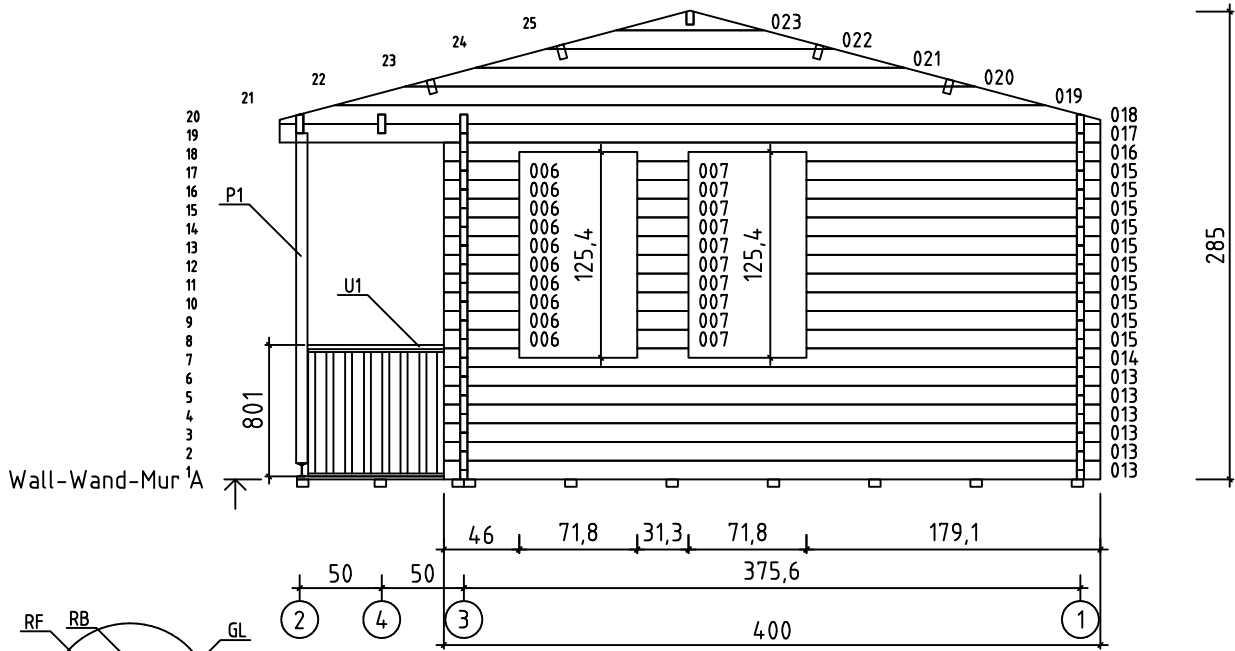 25 023
24 022
23 021
22 020
21 019
20 018
19 017
18 016
17 006 007 015
16 006 007 015
P1
15 006 007 015
14 006 007 015
13 006 007 015
12 006 007 015
125,4 125,4
285
11 006 007 015
U1
10 006 007 015
9 006 007 015
8 006 007 015
7 014
6 013
5 013
801
4 013
3 013
2 013
1 013
Wall-Wand-Mur A
46 71,8 31,3 71,8 179,1
50 50 375,6
2 4 3 1
400
RF RB GL